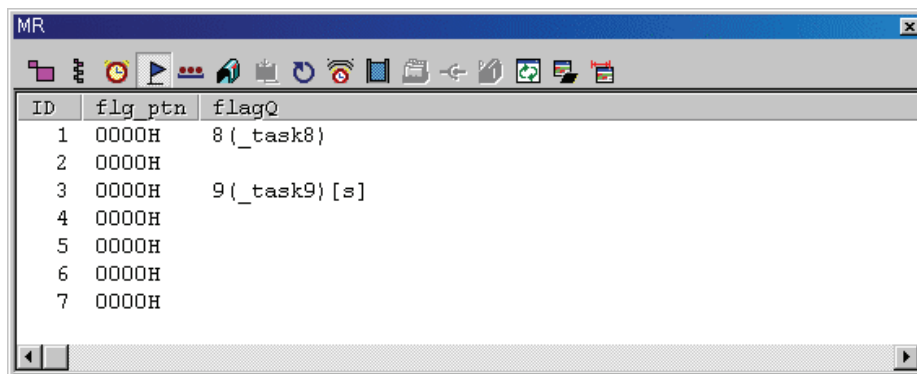 MR
ID flg_ptn flagQ
1 0000H 8(_task8)
2 0000H
3 0000H 9(_task9)[s]
4 0000H
5 0000H
6 0000H
7 0000H